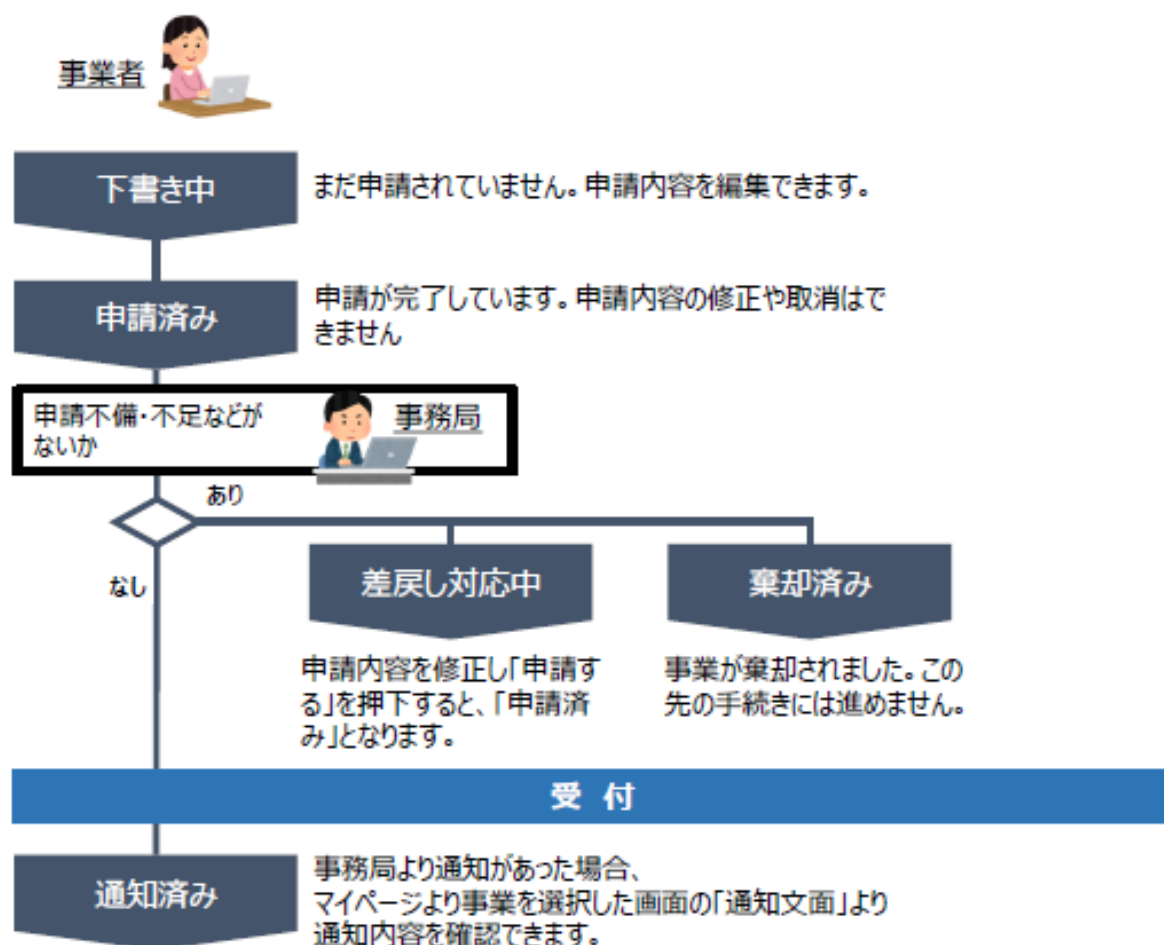 事業者
下書き中
まだ申請されていません。申請内容を編集できます。
申請済み
申請が完了しています。申請内容の修正や取消はで
きません
申請不備・不足などが
ないか
事務局
あり
なし
差戻し対応中
棄却済み
申請内容を修正し「申請す
る」を押下すると、「申請済
み」となります。
事業が棄却されました。この
先の手続きには進めません。
受 付
通知済み
事務局より通知があった場合、
マイページより事業を選択した画面の「通知文面」より
通知内容を確認できます。